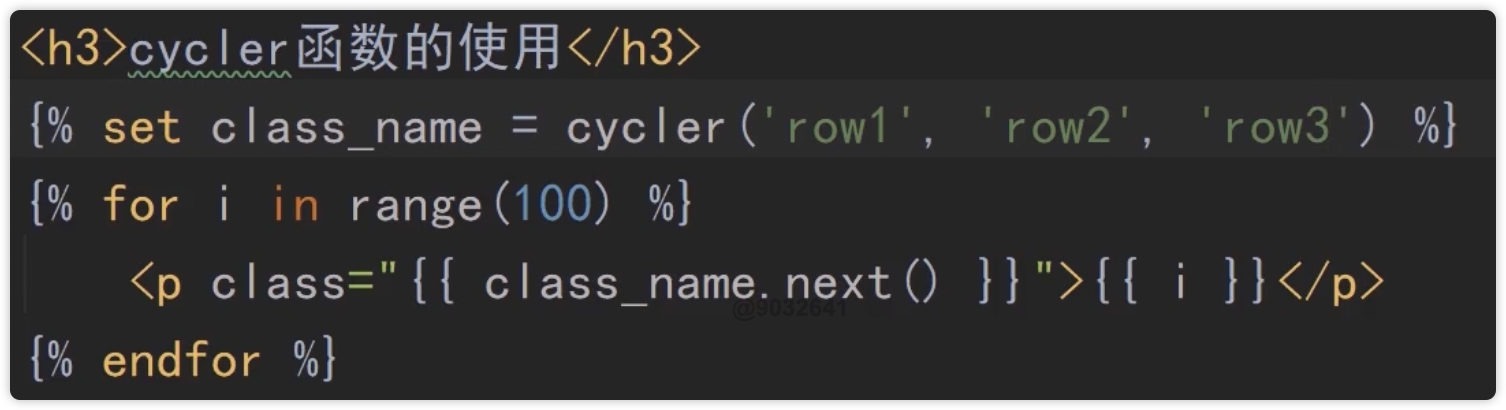 <h3>cycler函数的使用</h3>
{% set class_name = cycler('row1', 'row2', 'row3') %}
{% for i in range(100) %}
<p class="{{ class_name.next() }}">{{ i }}</p>
@9032641
{% endfor %}